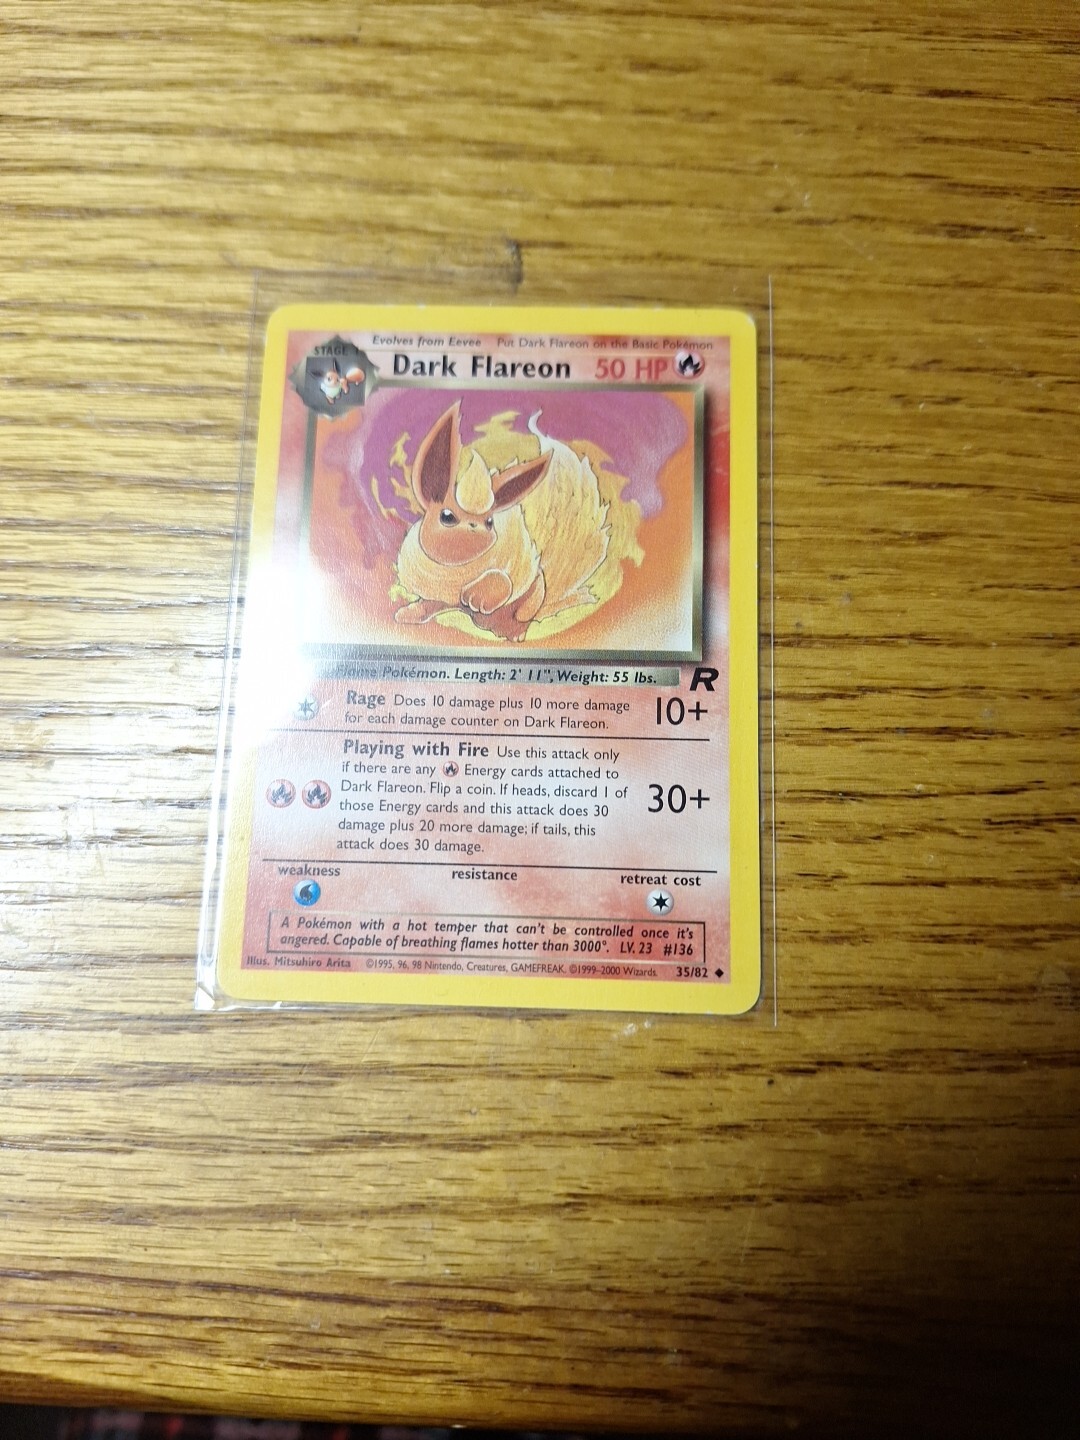 Evolves from Eevee Put Dark Flareon on the Basic Pokémon
STAGE 1
Dark Flareon 50 HP
Flame Pokémon. Length: 2' 11", Weight: 55 lbs.
R
Rage Does 10 damage plus 10 more damage
for each damage counter on Dark Flareon.
10+
Playing with Fire Use this attack only
if there are any Energy cards attached to
Dark Flareon. Flip a coin. If heads, discard 1 of
those Energy cards and this attack does 30
damage plus 20 more damage; if tails, this
attack does 30 damage.
30+
weakness resistance retreat cost
A Pokémon with a hot temper that can't be controlled once it's
angered. Capable of breathing flames hotter than 3000°. LV. 23 #136
Illus. Mitsuhiro Arita ©1995, 96, 98 Nintendo, Creatures, GAMEFREAK. ©1999-2000 Wizards. 35/82